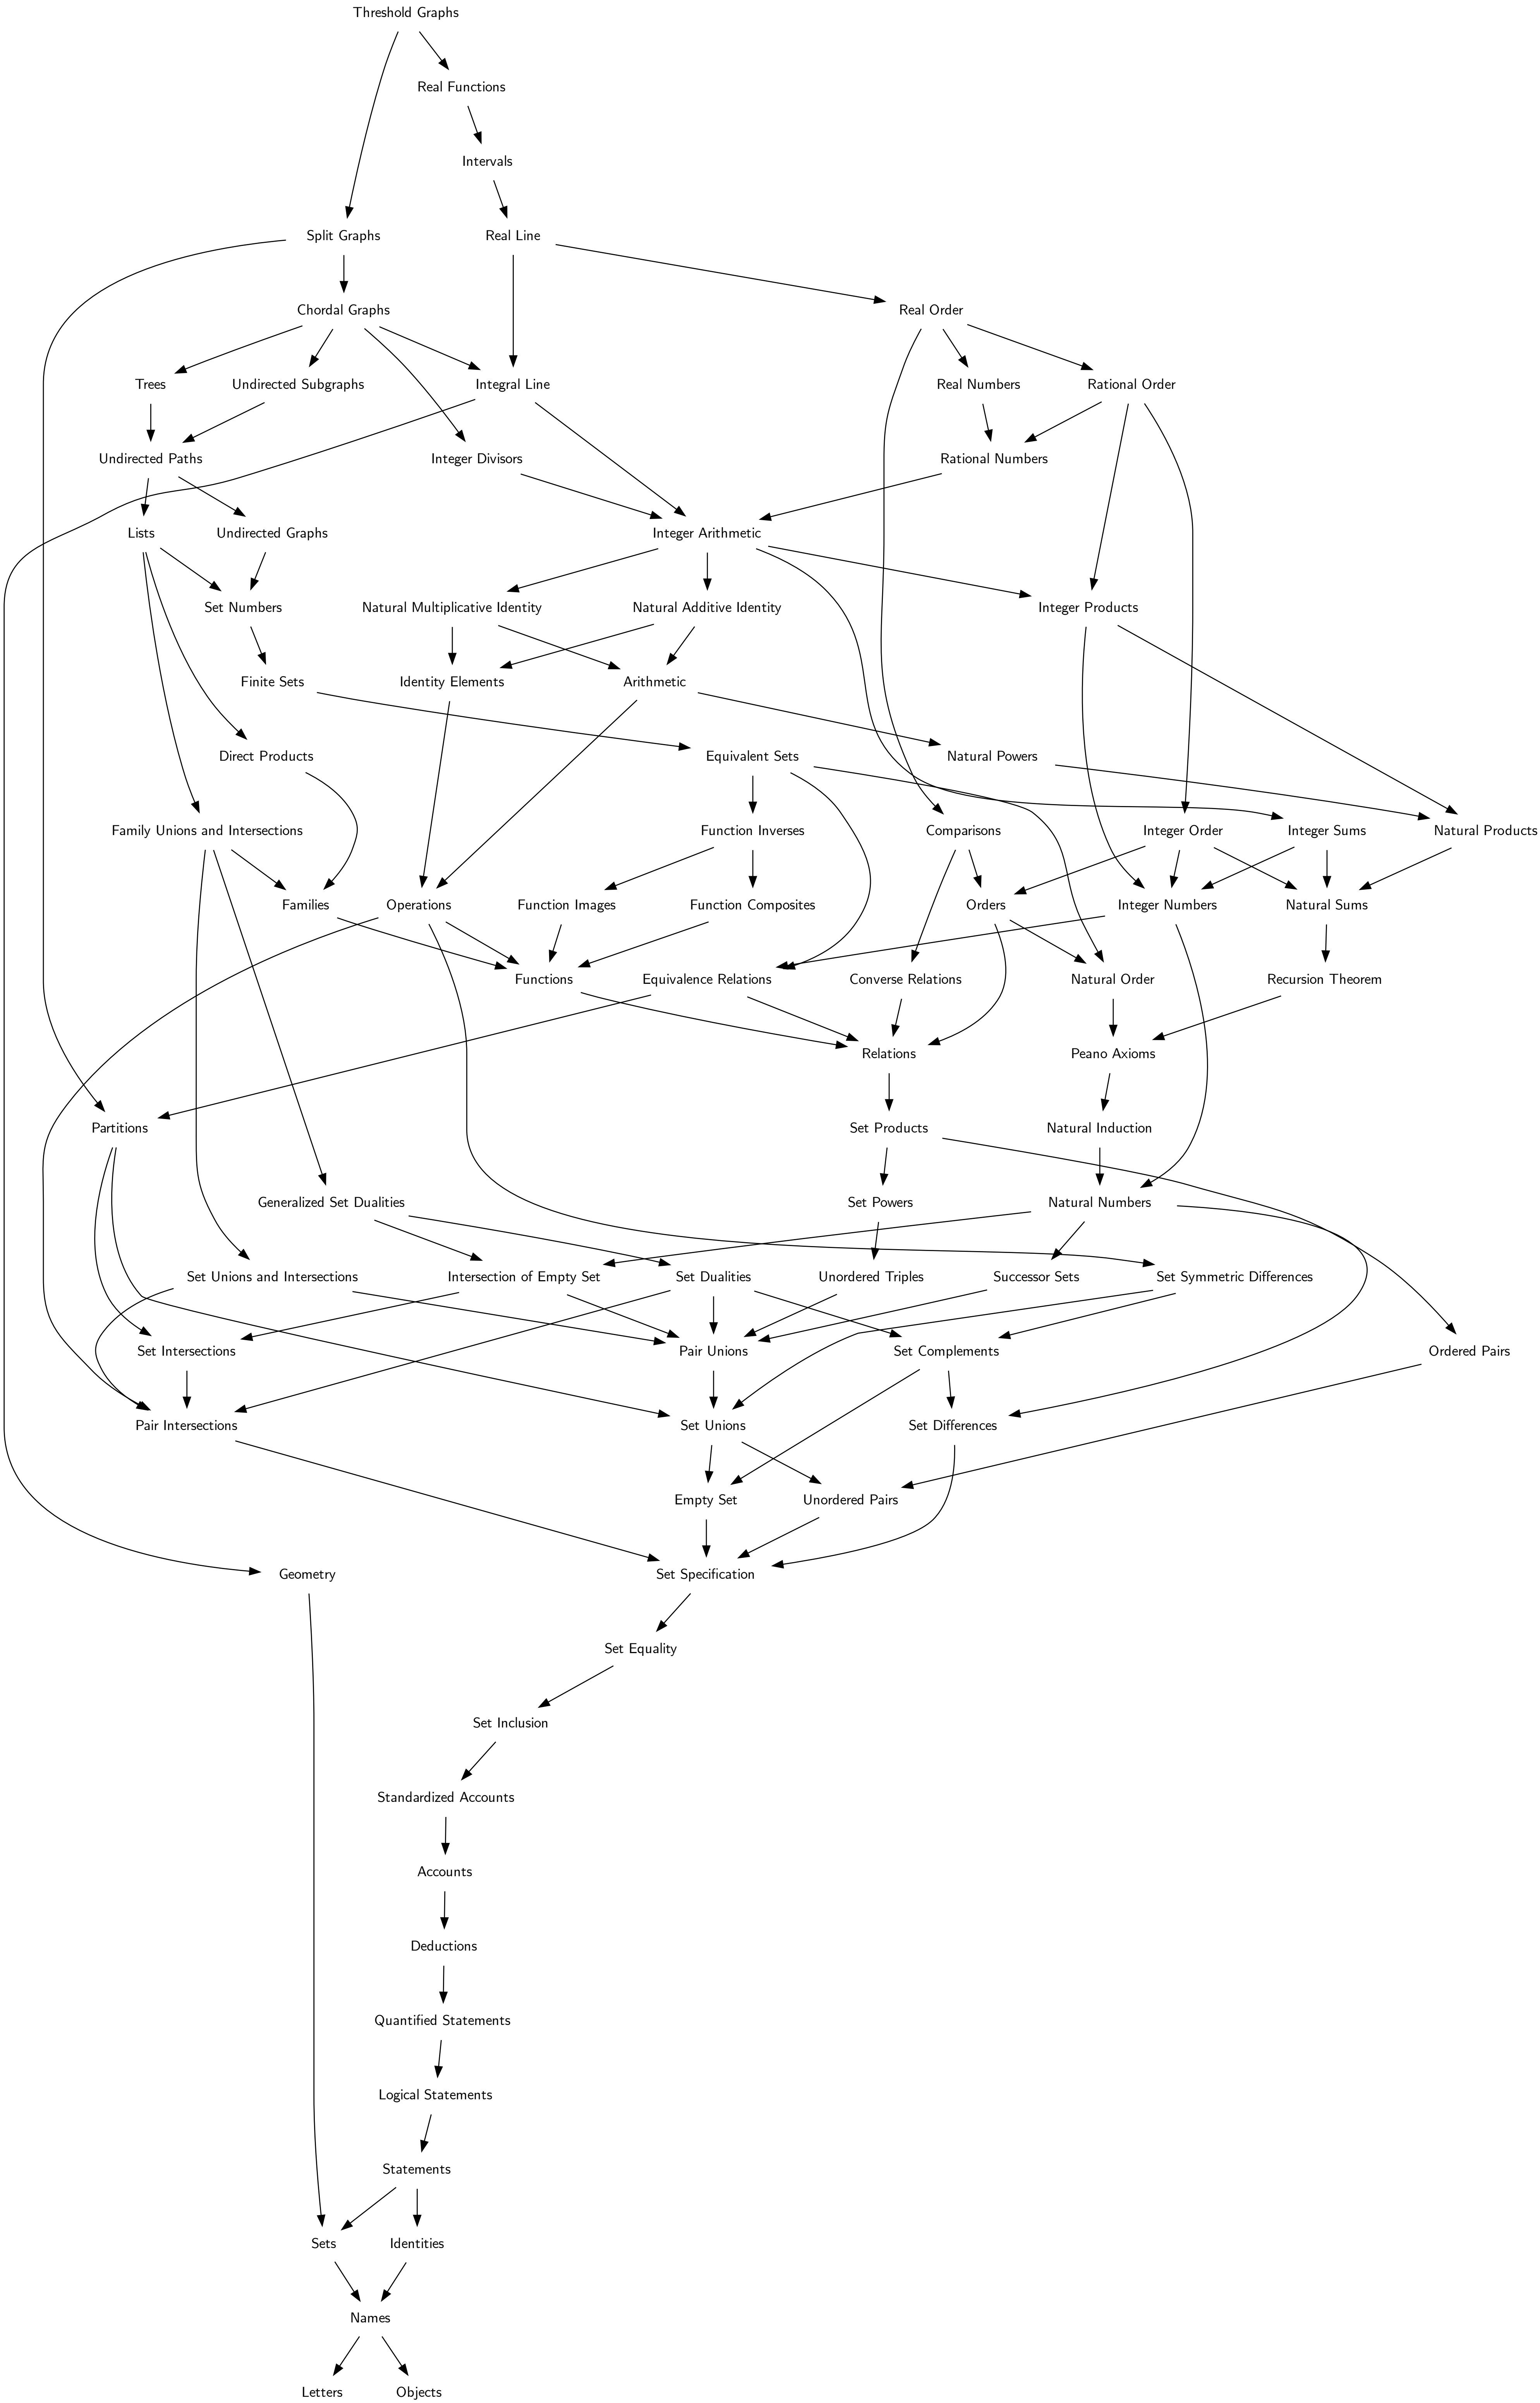 Threshold Graphs
Real Functions
Intervals
Split Graphs
Real Line
Chordal Graphs
Real Order
Trees
Undirected Subgraphs
Integral Line
Real Numbers
Rational Order
Undirected Paths
Integer Divisors
Rational Numbers
Lists
Undirected Graphs
Integer Arithmetic
Set Numbers
Natural Multiplicative Identity
Natural Additive Identity
Integer Products
Finite Sets
Identity Elements
Arithmetic
Direct Products
Equivalent Sets
Natural Powers
Family Unions and Intersections
Function Inverses
Comparisons
Integer Order
Integer Sums
Natural Products
Families
Operations
Function Images
Function Composites
Orders
Integer Numbers
Natural Sums
Functions
Equivalence Relations
Converse Relations
Natural Order
Recursion Theorem
Relations
Peano Axioms
Partitions
Set Products
Natural Induction
Generalized Set Dualities
Set Powers
Natural Numbers
Set Unions and Intersections
Intersection of Empty Set
Set Dualities
Unordered Triples
Successor Sets
Set Symmetric Differences
Set Intersections
Pair Unions
Set Complements
Ordered Pairs
Pair Intersections
Set Unions
Set Differences
Empty Set
Unordered Pairs
Geometry
Set Specification
Set Equality
Set Inclusion
Standardized Accounts
Accounts
Deductions
Quantified Statements
Logical Statements
Statements
Sets
Identities
Names
Letters
Objects